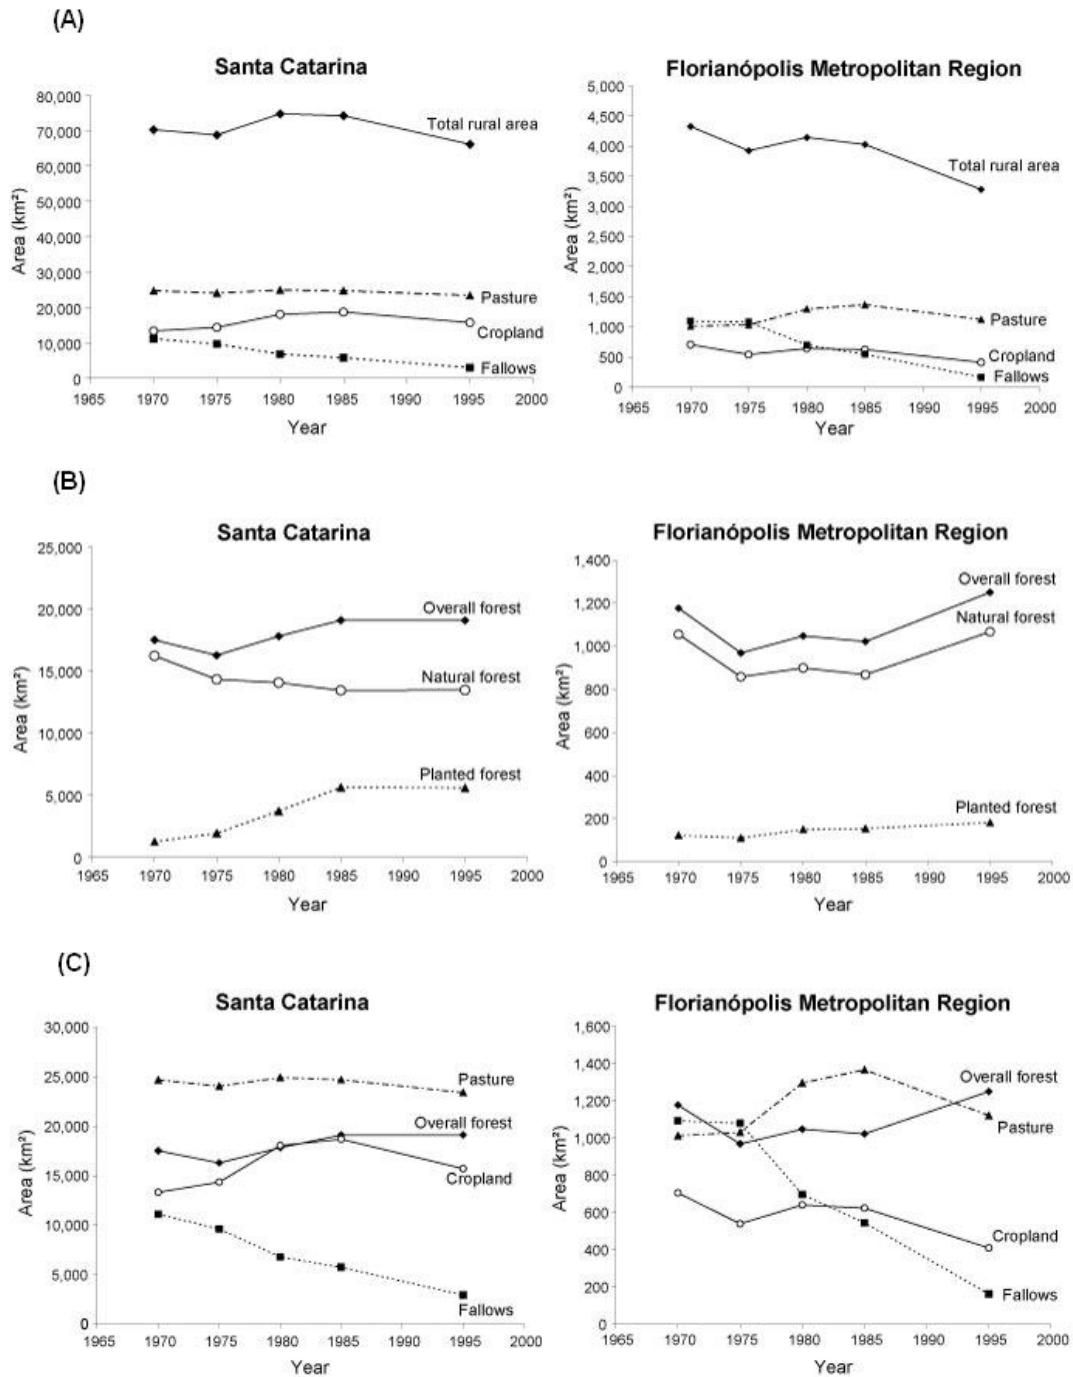 (A)
Santa Catarina
80,000
70,000
60,000
50,000
40,000
30,000
20,000
10,000
0
Area (km²)
Total rural area
Pasture
Cropland
Fallows
1965 1970 1975 1980 1985 1990 1995 2000
Year
Florianópolis Metropolitan Region
5,000
4,500
4,000
3,500
3,000
2,500
2,000
1,500
1,000
500
0
Area (km²)
Total rural area
Pasture
Cropland
Fallows
1965 1970 1975 1980 1985 1990 1995 2000
Year
(B)
Santa Catarina
25,000
20,000
15,000
10,000
5,000
0
Area (km²)
Overall forest
Natural forest
Planted forest
1965 1970 1975 1980 1985 1990 1995 2000
Year
Florianópolis Metropolitan Region
1,400
1,200
1,000
800
600
400
200
0
Area (km²)
Overall forest
Natural forest
Planted forest
1965 1970 1975 1980 1985 1990 1995 2000
Year
(C)
Santa Catarina
30,000
25,000
20,000
15,000
10,000
5,000
0
Area (km²)
Pasture
Overall forest
Cropland
Fallows
1965 1970 1975 1980 1985 1990 1995 2000
Year
Florianópolis Metropolitan Region
1,600
1,400
1,200
1,000
800
600
400
200
0
Area (km²)
Overall forest
Pasture
Cropland
Fallows
1965 1970 1975 1980 1985 1990 1995 2000
Year